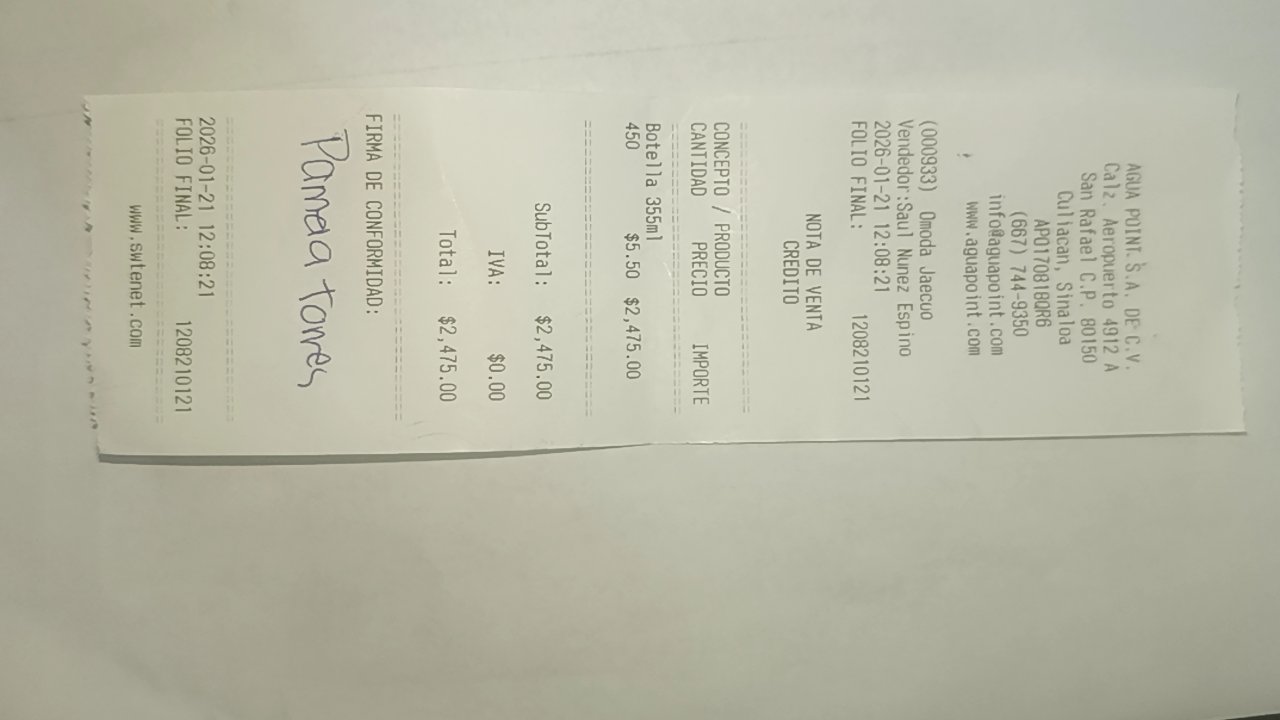 AGUA POINT. S.A. DE C.V.
Calz. Aeropuerto 4912 A
San Rafael C.P. 80150
Culiacan, Sinaloa
APO170818QR6
(667) 744-9350
info@aguapoint.com
www.aguapoint.com
(000933) Omoda Jaecuo
Vendedor:Saul Nunez Espino
2026-01-21 12:08:21
FOLIO FINAL: 1208210121
NOTA DE VENTA
CREDITO
CONCEPTO / PRODUCTO
CANTIDAD PRECIO IMPORTE
Botella 355ml
450 $5.50 $2,475.00
SubTotal: $2,475.00
IVA: $0.00
Total: $2,475.00
FIRMA DE CONFORMIDAD:
Pamela torres
2026-01-21 12:08:21
FOLIO FINAL: 1208210121
www.swtenet.com